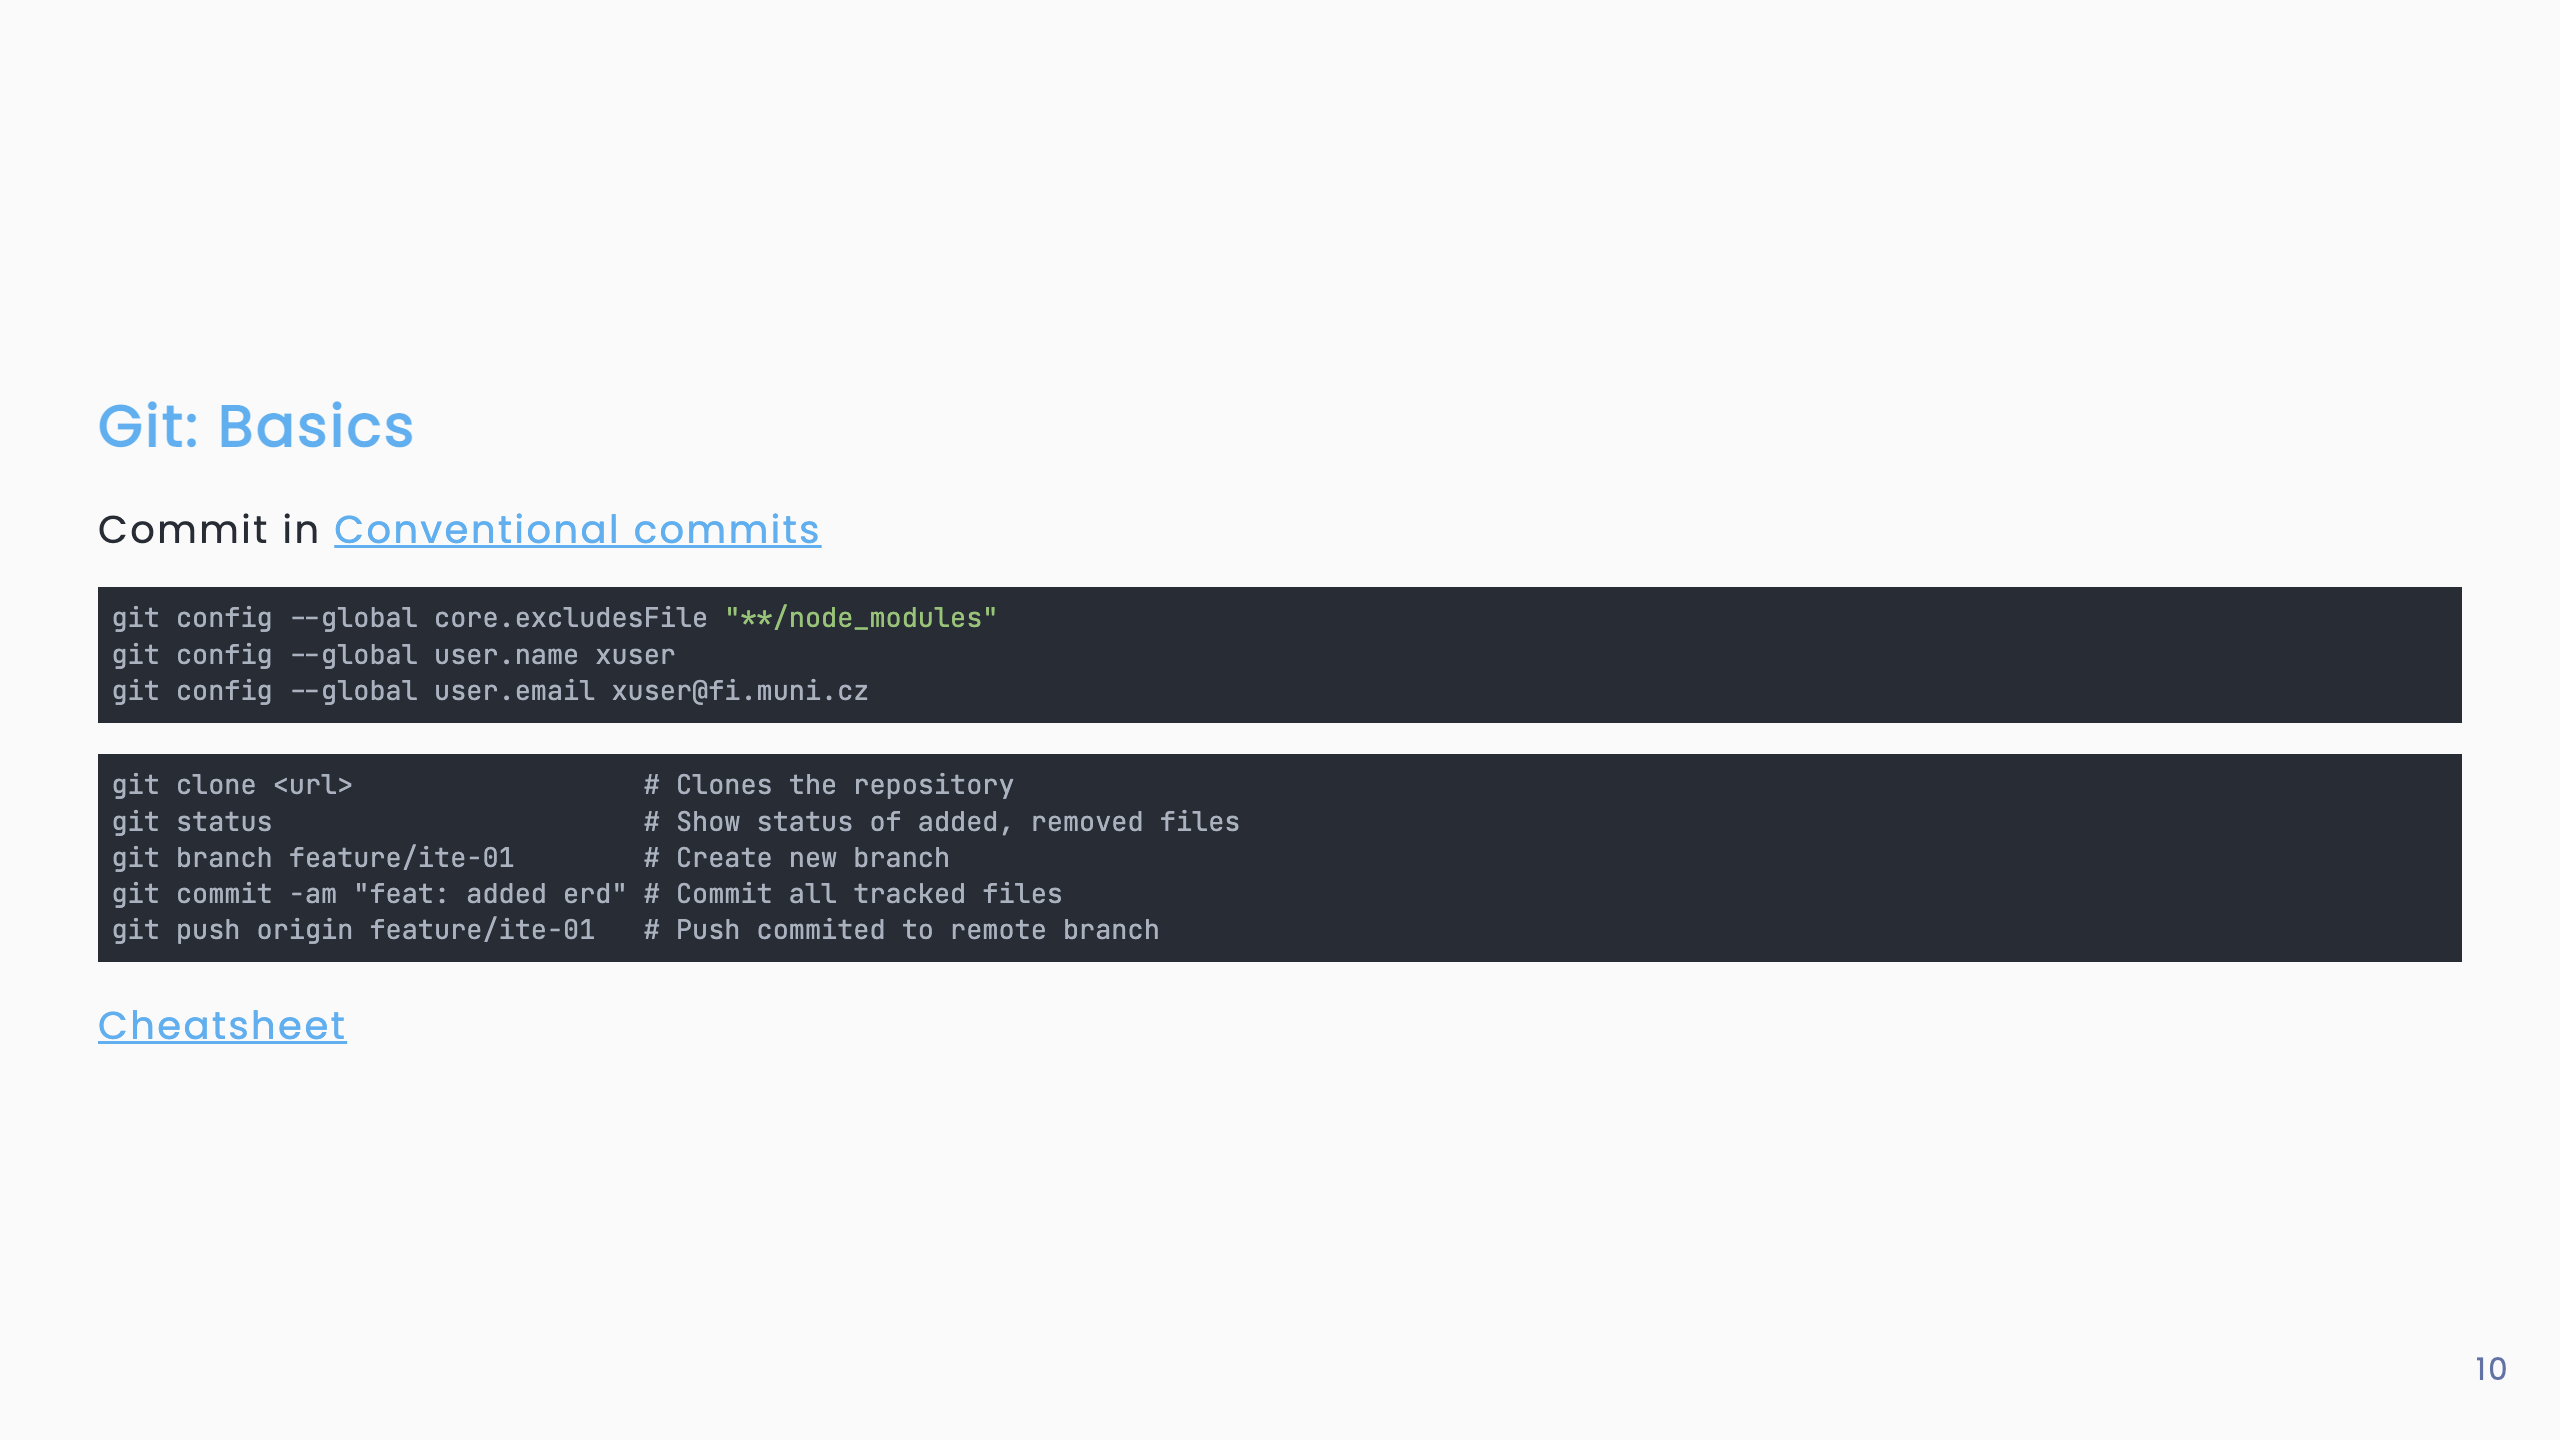 Git: Basics
Commit in Conventional commits
git config --global core.excludesFile "**/node_modules"
git config --global user.name xuser
git config --global user.email xuser@fi.muni.cz
git clone <url>                  # Clones the repository
git status                       # Show status of added, removed files
git branch feature/ite-01        # Create new branch
git commit -am "feat: added erd" # Commit all tracked files
git push origin feature/ite-01   # Push commited to remote branch
Cheatsheet
10